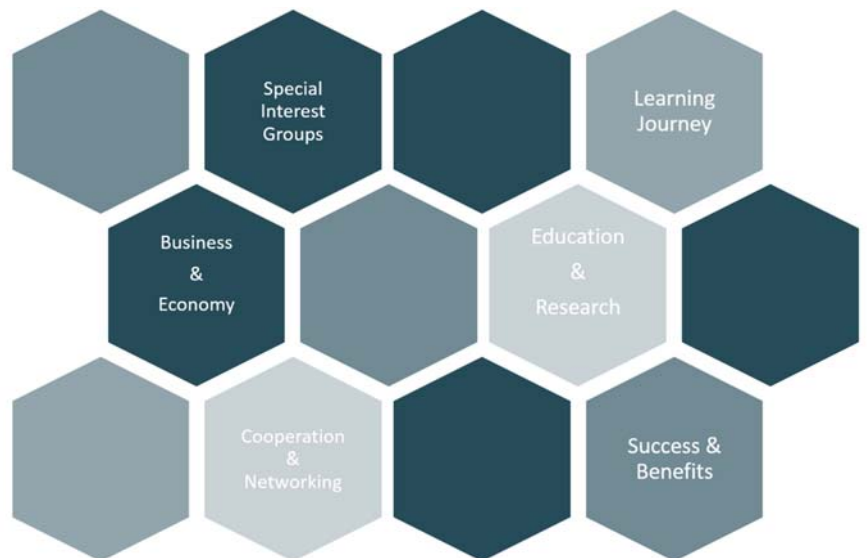 Special
Interest
Groups
Learning
Journey
Business
&
Economy
Education
&
Research
Cooperation
&
Networking
Success &
Benefits